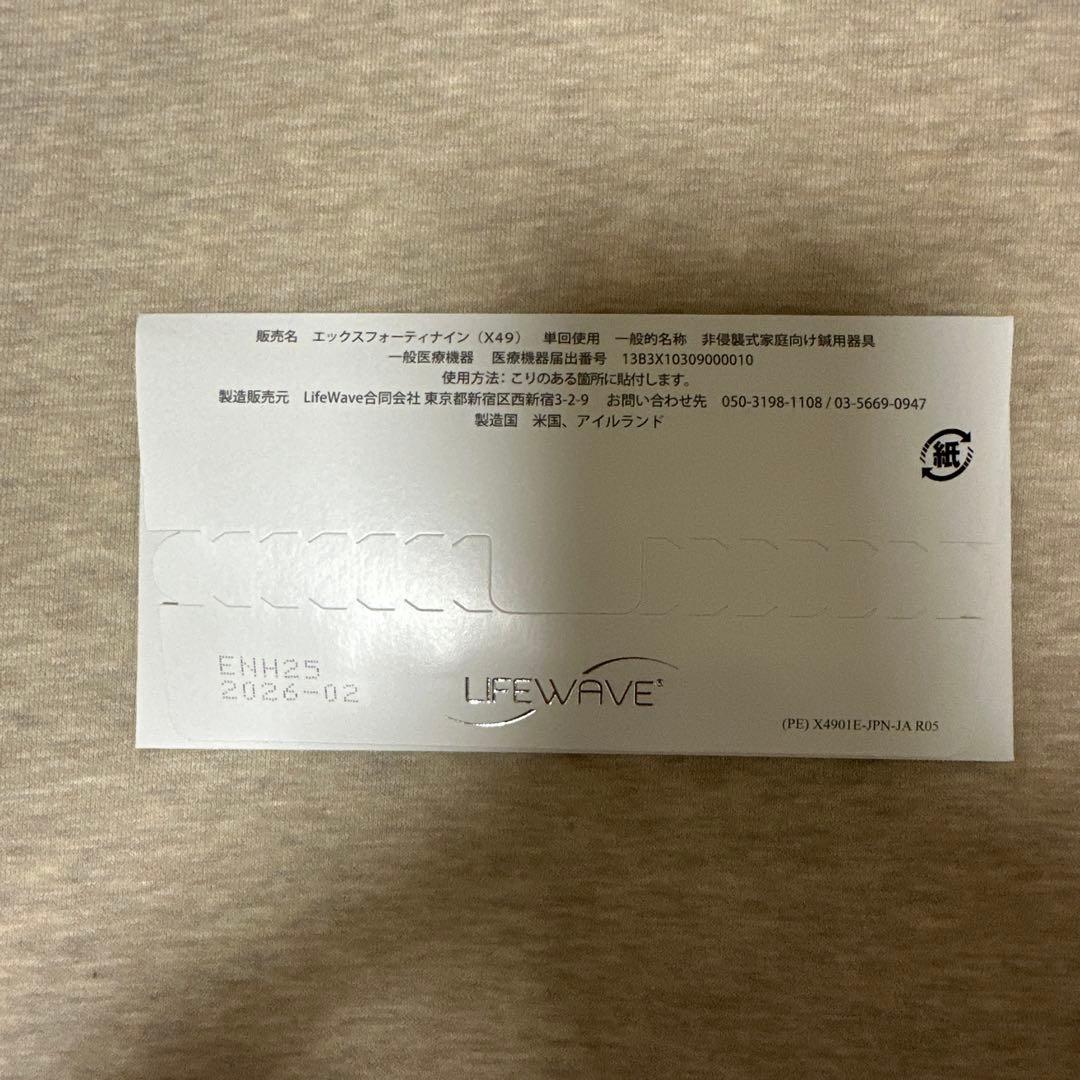 販売名 エックスフォーティナイン（X49） 単回使用 一般的名称 非侵襲式家庭向け鍼用器具
一般医療機器 医療機器届出番号 13B3X10309000010
使用方法：こりのある箇所に貼付します。
製造販売元 LifeWave合同会社 東京都新宿区西新宿3-2-9 お問い合わせ先 050-3198-1108 / 03-5669-0947
製造国 米国、アイルランド
紙
ENH25
2026-02
LIFEWAVE
(PE) X4901E-JPN-JA R05